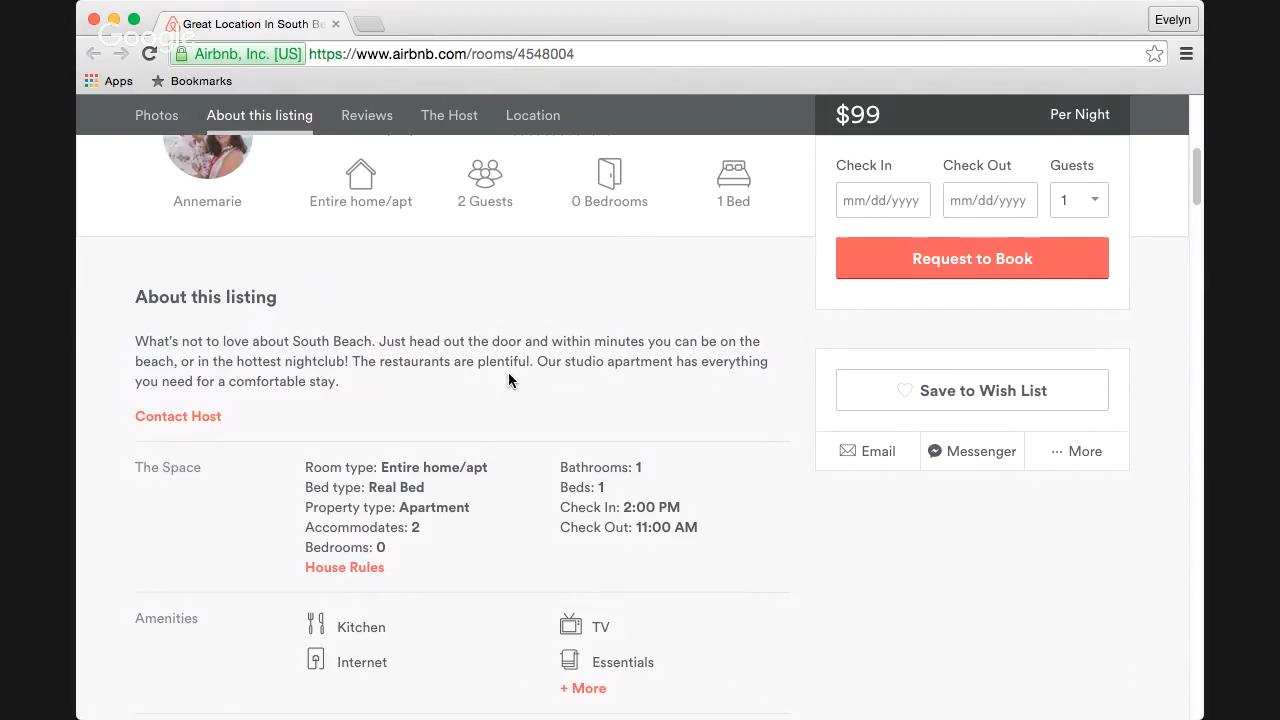 Great Location In South B
Evelyn
Google
Airbnb, Inc. [US] https://www.airbnb.com/rooms/4548004
Apps Bookmarks
Photos About this listing Reviews The Host Location
$99 Per Night
Annemarie
Entire home/apt 2 Guests 0 Bedrooms 1 Bed
Check In Check Out Guests
mm/dd/yyyy mm/dd/yyyy 1
Request to Book
About this listing
What's not to love about South Beach. Just head out the door and within minutes you can be on the
beach, or in the hottest nightclub! The restaurants are plentiful. Our studio apartment has everything
you need for a comfortable stay.
Contact Host
Save to Wish List
Email Messenger ··· More
The Space
Room type: Entire home/apt
Bed type: Real Bed
Property type: Apartment
Accommodates: 2
Bedrooms: 0
House Rules
Bathrooms: 1
Beds: 1
Check In: 2:00 PM
Check Out: 11:00 AM
Amenities
Kitchen
Internet
TV
Essentials
+ More